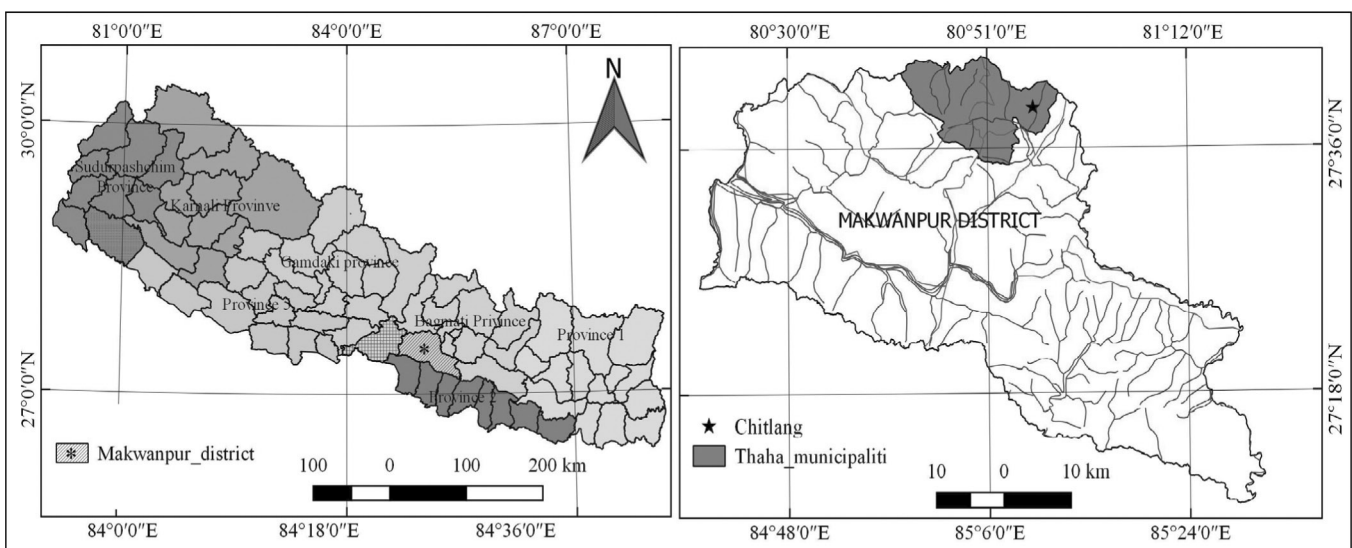 81°0'0"E 84°0'0"E 87°0'0"E
N
30°0'0"N
Sudurpashchim
Province
Karnali Provinve
Gamdaki province
Province 3
Bagmati Privince
Province 1
27°0'0"N
Province 2
Makwanpur_district
100 0 100 200 km
84°0'0"E 84°18'0"E 84°36'0"E
80°30'0"E 80°51'0"E 81°12'0"E
27°36'0"N
MAKWANPUR DISTRICT
27°18'0"N
Chitlang
Thaha_municipaliti
10 0 10 km
84°48'0"E 85°6'0"E 85°24'0"E